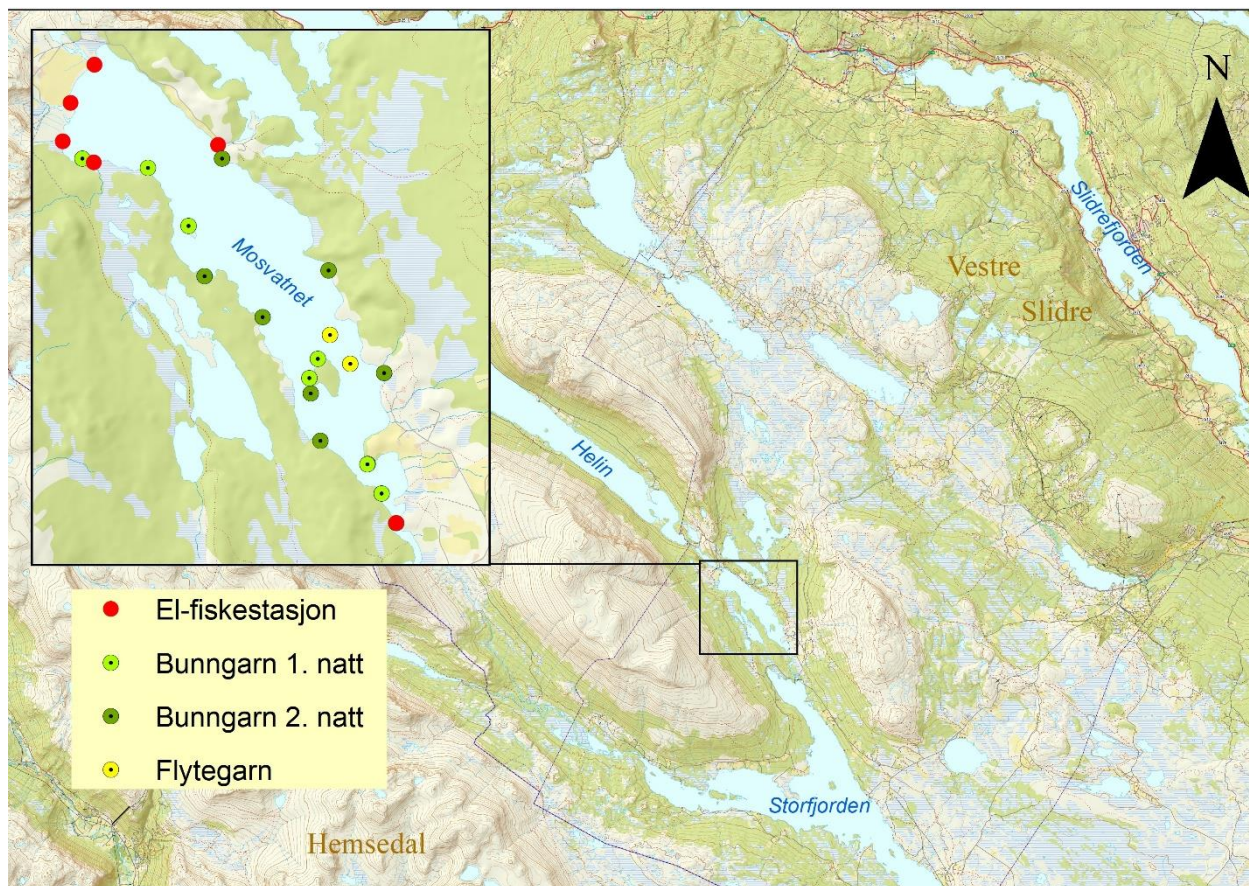 N
Mosvatnet
Slidrefjorden
Vestre
Slidre
Helin
El-fiskestasjon
Bunngarn 1. natt
Bunngarn 2. natt
Flytegarn
Storfjorden
Hemsedal